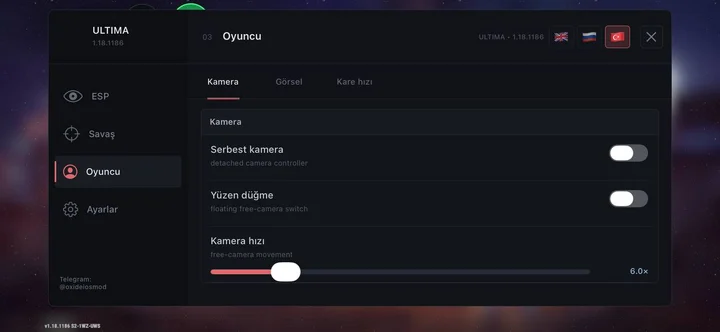 ULTIMA
1.18.1186
03 Oyuncu
ULTIMA • 1.18.1186
ESP
Savaş
Oyuncu
Ayarlar
Telegram:
@oxideiosmod
Kamera Görsel Kare hızı
Kamera
Serbest kamera
detached camera controller
Yüzen düğme
floating free-camera switch
Kamera hızı
free-camera movement
6.0×
v1.18.1186 S2-1WZ-UWS